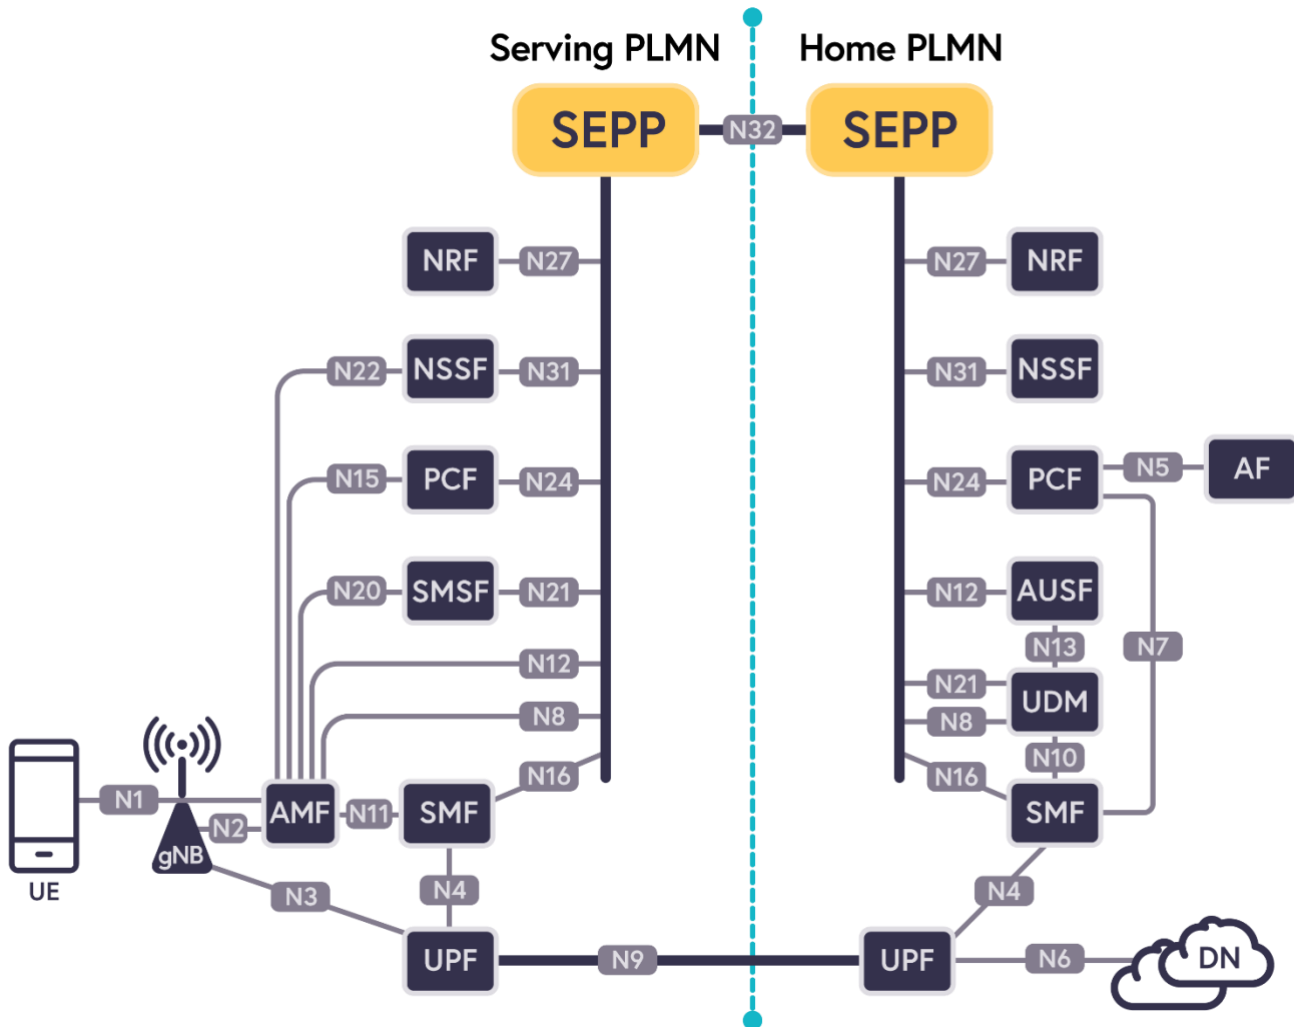 Serving PLMN Home PLMN
SEPP N32 SEPP
NRF N27 N27 NRF
N22 NSSF N31 N31 NSSF
N15 PCF N24 N24 PCF N5 AF
N20 SMSF N21 N12 AUSF
N13 N7
N12
N21 UDM
N8 N8
N10
N16 N16
N1 AMF N11 SMF SMF
N2
gNB
UE N3 N4 N4
UPF N9 UPF N6 DN